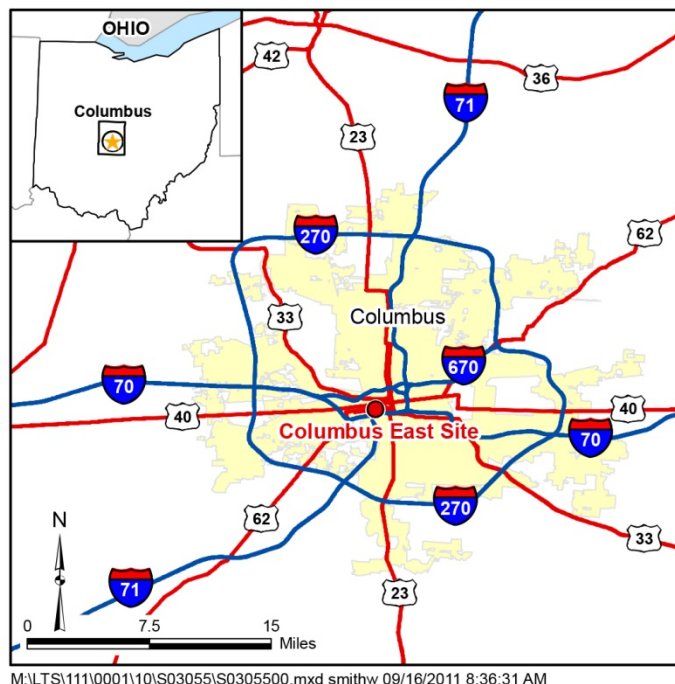 OHIO
Columbus
42
36
71
23
270
62
33
Columbus
670
70
40
40
Columbus East Site
70
270
62
33
N
71
23
0 7.5 15
Miles
M:\LTS\111\0001\10\S03055\S0305500.mxd smithw 09/16/2011 8:36:31 AM